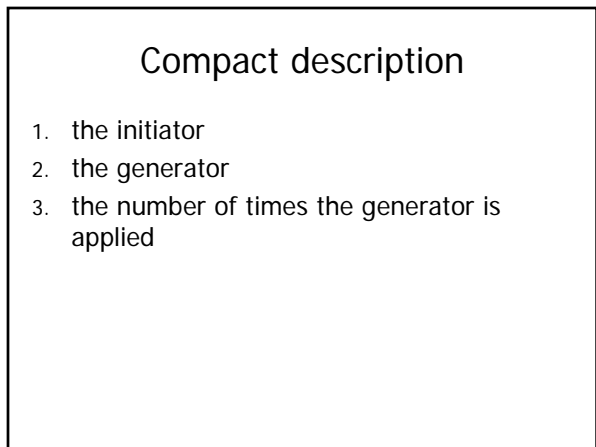 Compact description
1. the initiator
2. the generator
3. the number of times the generator is
applied